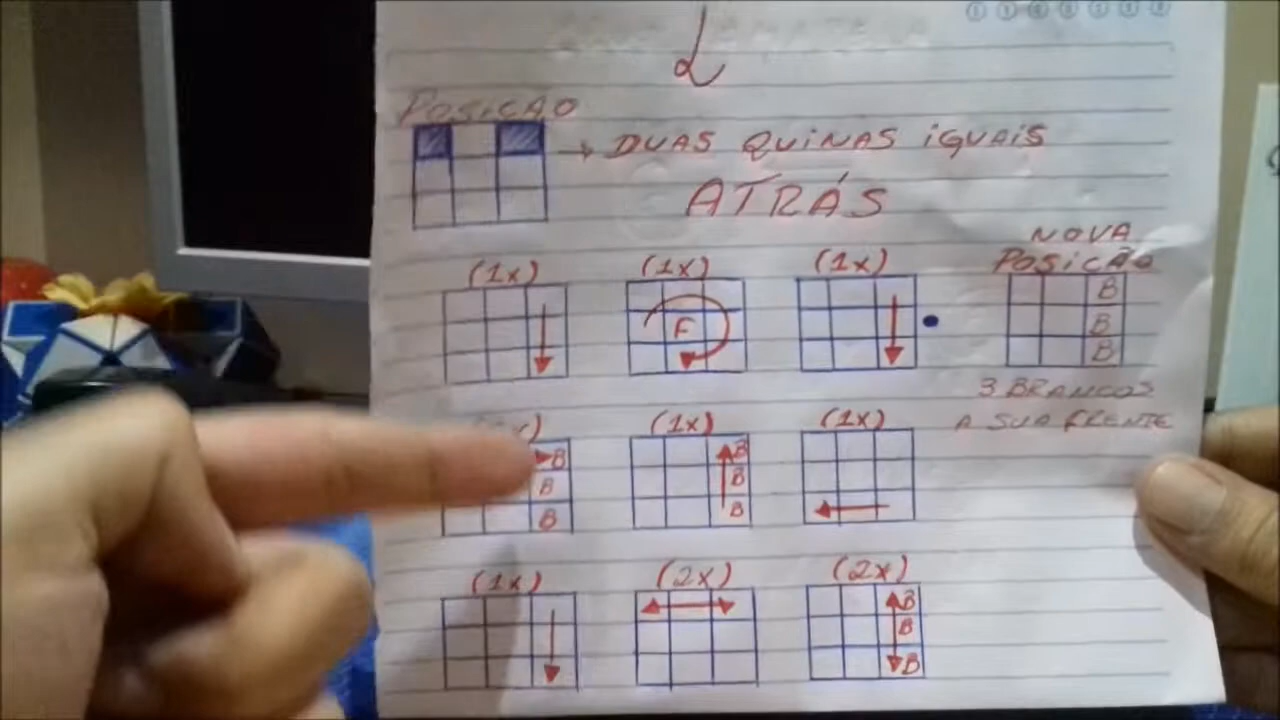 L
POSIÇÃO
→ DUAS QUINAS IGUAIS
ATRÁS
NOVA
POSIÇÃO
(1x) (1x) (1x)
F
B
B
B
3 BRANCOS
A SUA FRENTE
(1x) (1x)
B B
B B
B B
(1x) (2x) (2x)
B
B
B